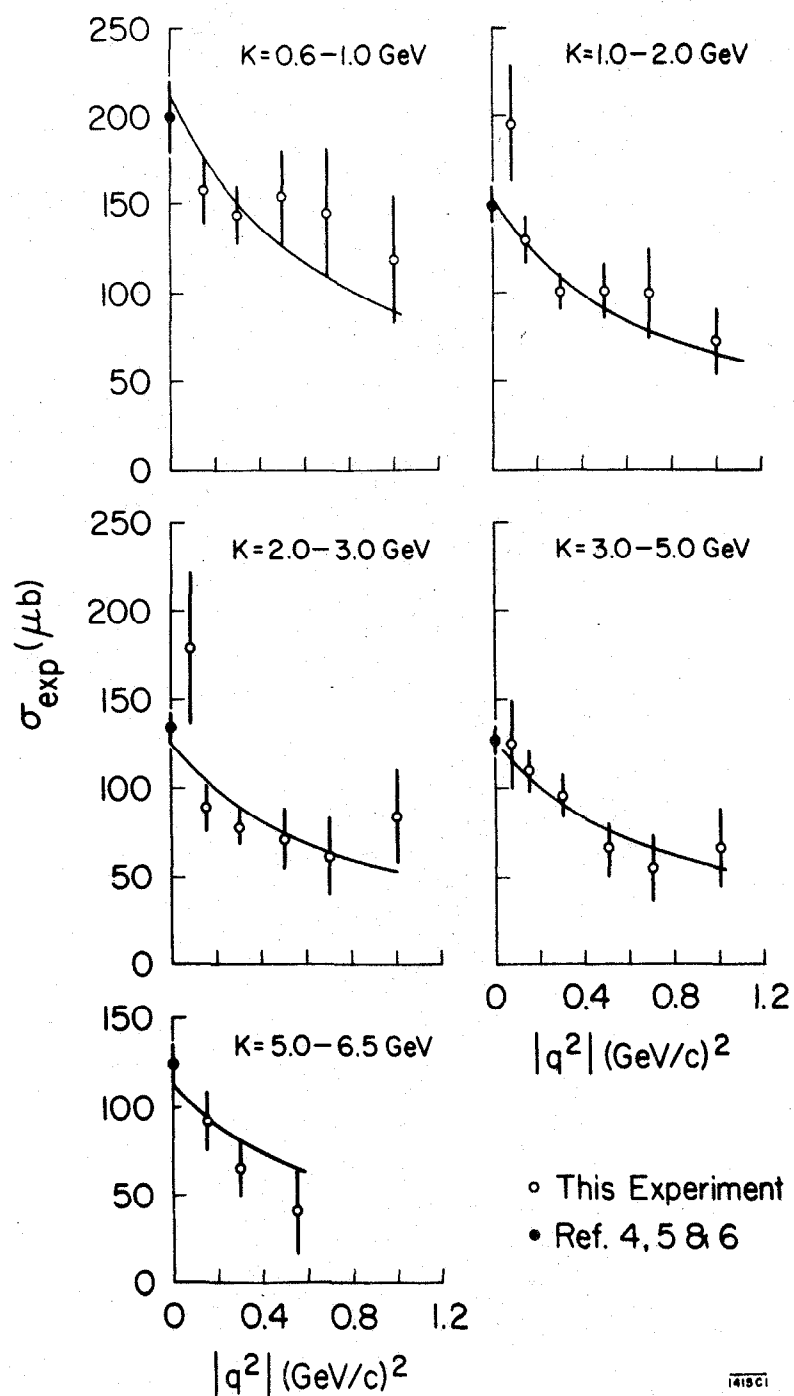 250
200
150
100
50
0
K=0.6–1.0 GeV
K=1.0–2.0 GeV
250
200
150
100
50
0
K=2.0–3.0 GeV
K=3.0–5.0 GeV
σexp (μb)
0 0.4 0.8 1.2
|q²| (GeV/c)²
150
100
50
0
K=5.0–6.5 GeV
0 0.4 0.8 1.2
|q²| (GeV/c)²
○ This Experiment
● Ref. 4, 5 & 6
1415C1